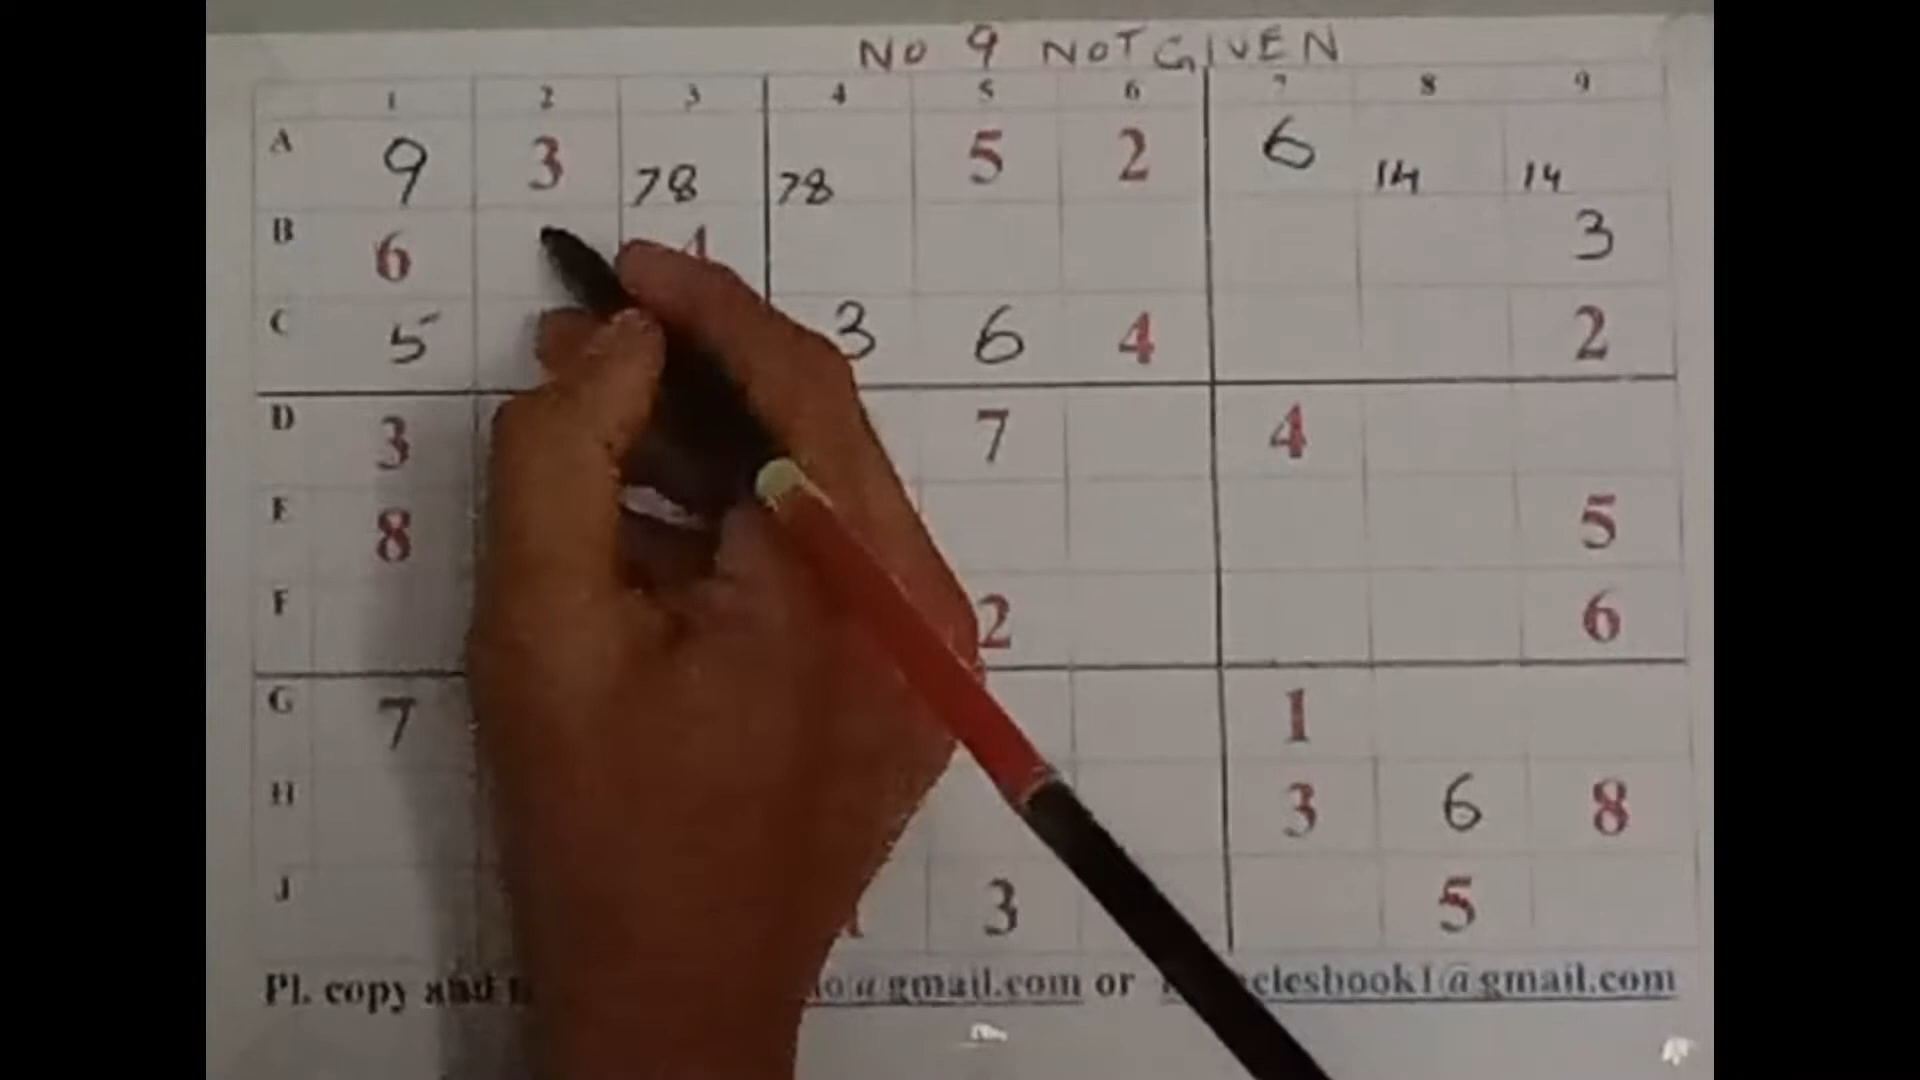 NO 9 NOT GIVEN
1 2 3 4 5 6 7 8 9
A 9 3 78 78 5 2 6 14 14
B 6 4 3
C 5 3 6 4 2
D 3 7 4
E 8 5
F 2 6
G 7 1
H 3 6 8
J 3 5
Pl. copy and @gmail.com or @gmail.com